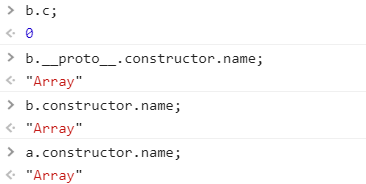 > b.c;
< 0
> b.__proto__.constructor.name;
< "Array"
> b.constructor.name;
< "Array"
> a.constructor.name;
< "Array"